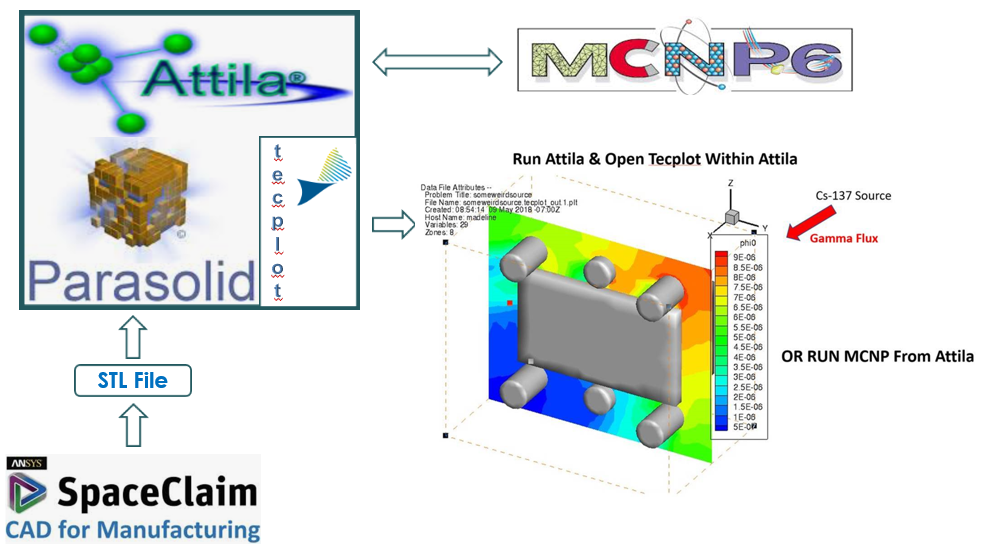 Attila®
MCNP6
Parasolid
©
tecplot
STL File
ANSYS
SpaceClaim
CAD for Manufacturing
Run Attila & Open Tecplot Within Attila
Data File Attributes --
Problem Title: someweirdsource
File Name: someweirdsource.tecplot_out.1.plt
Created: 08:54:14 09 May 2018 -07:00Z
Host Name: madeline
Variables: 29
Zones: 8
Z
X
Y
Cs-137 Source
Gamma Flux
phi0
9E-06
8.5E-06
8E-06
7.5E-06
7E-06
6.5E-06
6E-06
5.5E-06
5E-06
4.5E-06
4E-06
3.5E-06
3E-06
2.5E-06
2E-06
1.5E-06
1E-06
OR RUN MCNP From Attila